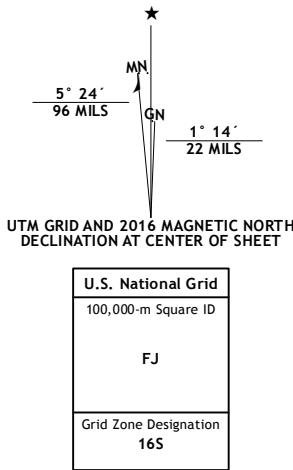 ★
MN.
GN
5° 24´
96 MILS
1° 14´
22 MILS
UTM GRID AND 2016 MAGNETIC NORTH
DECLINATION AT CENTER OF SHEET
U.S. National Grid
100,000-m Square ID
FJ
Grid Zone Designation
16S